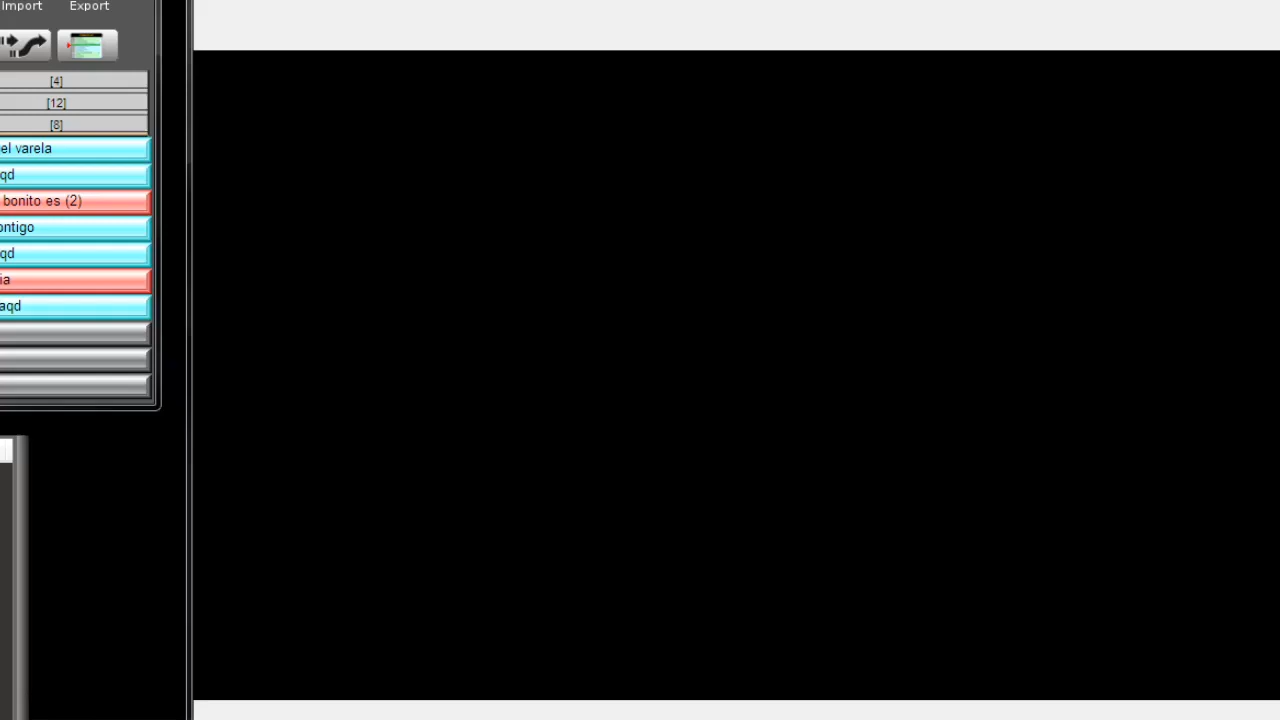 Import Export
[4]
[12]
[8]
el varela
qd
bonito es (2)
ontigo
qd
ia
aqd